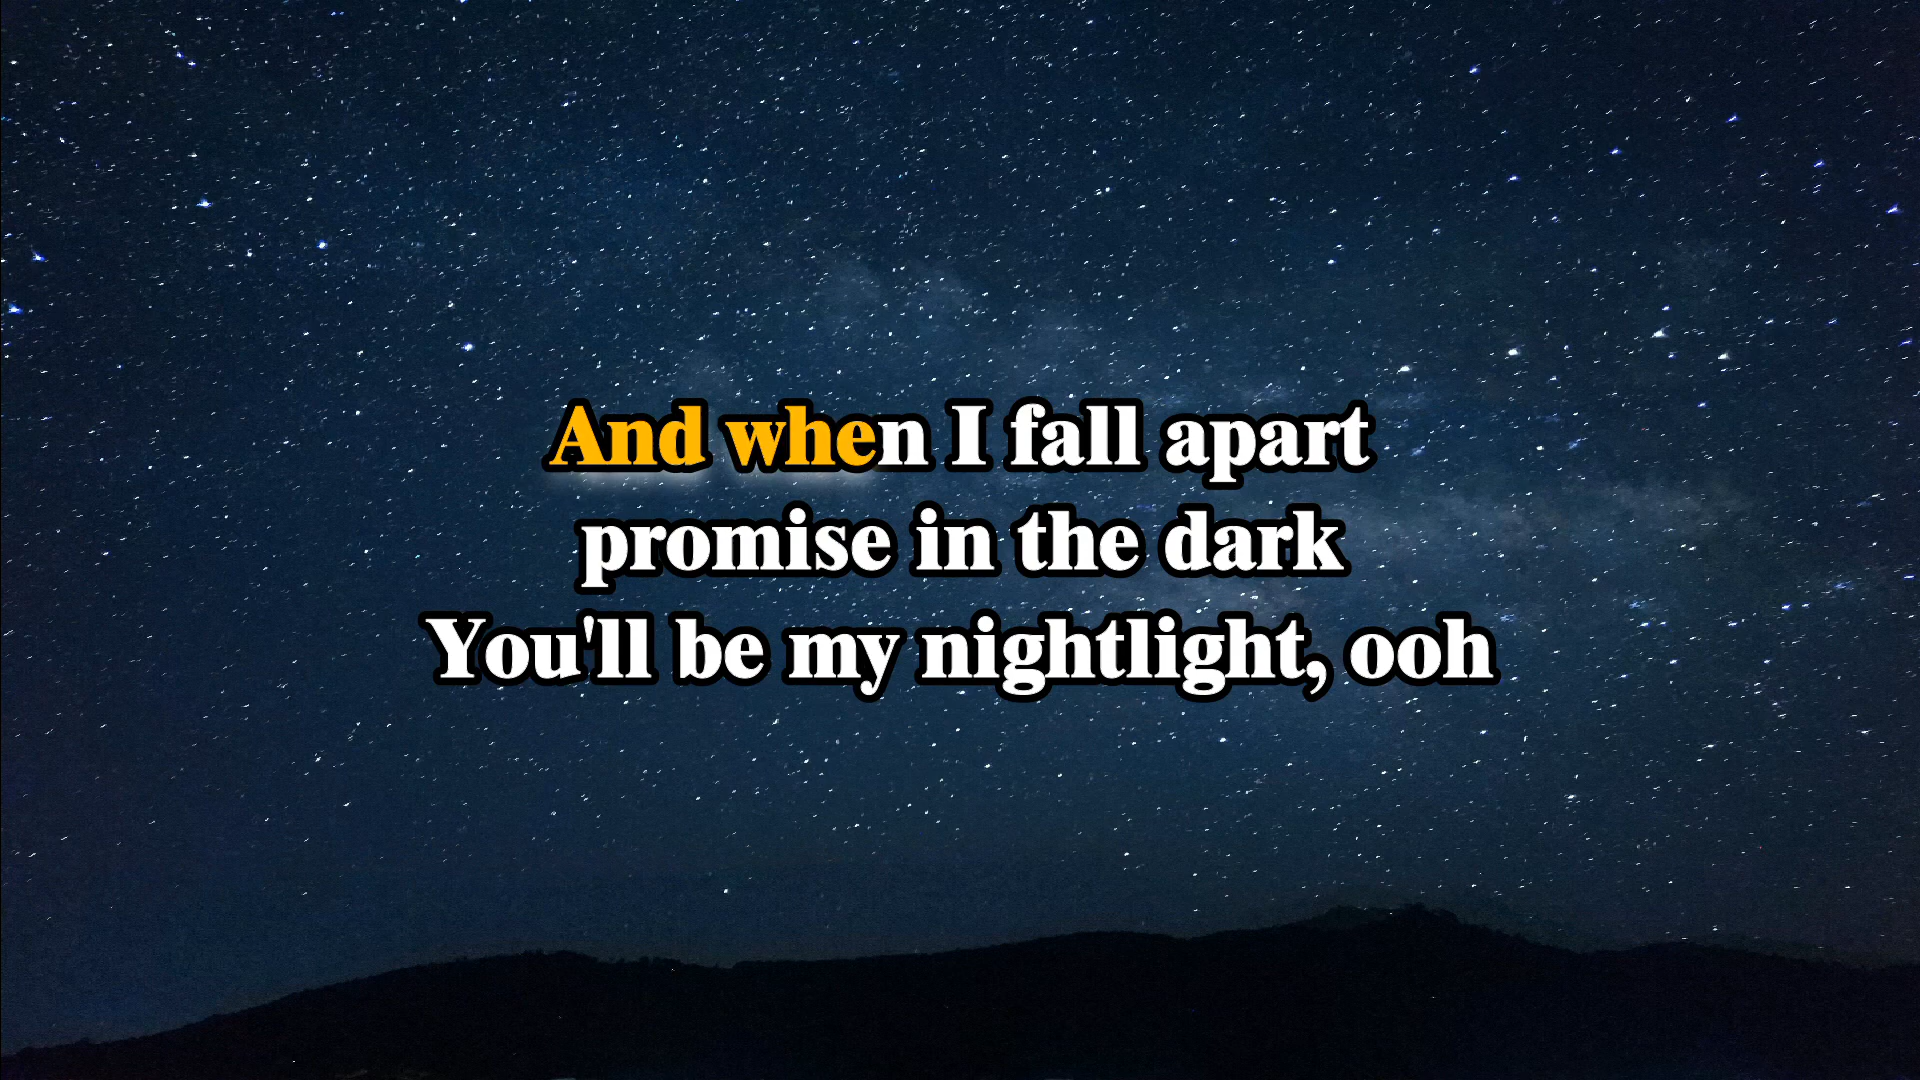 And when I fall apart
promise in the dark
You'll be my nightlight, ooh